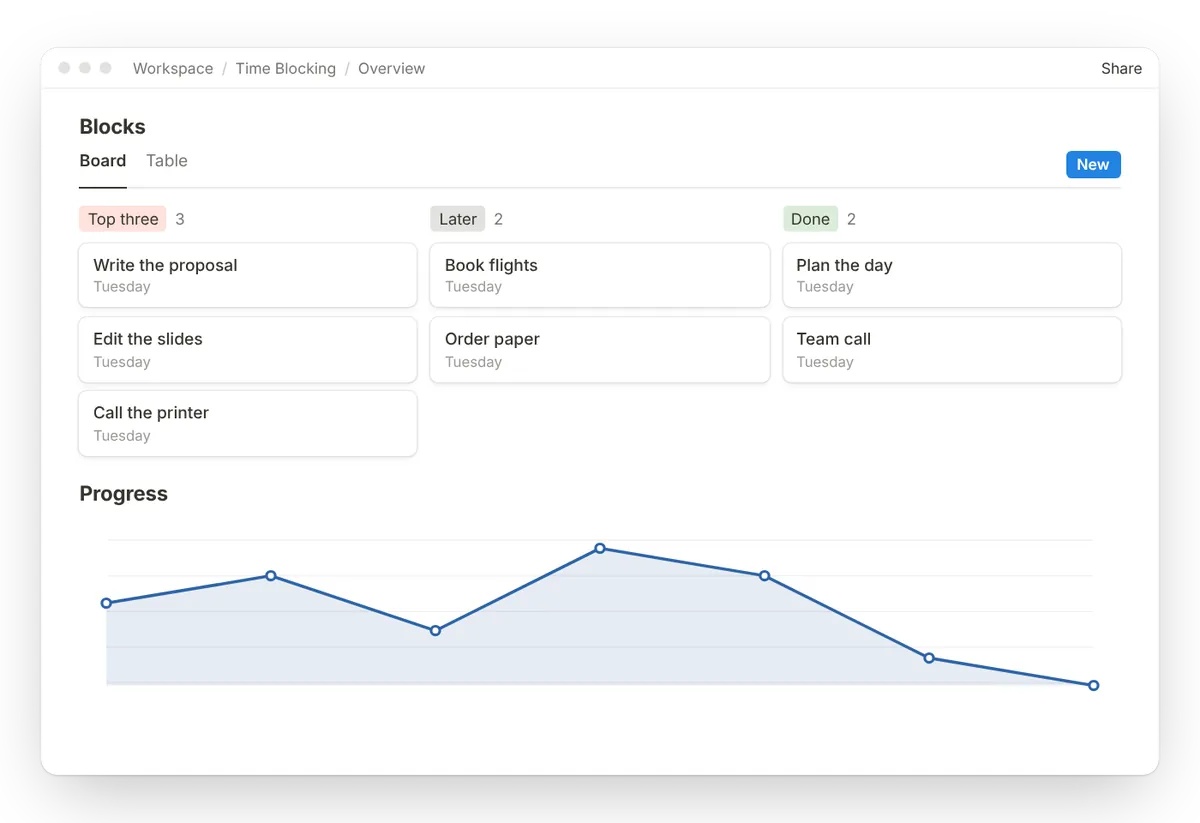 Workspace / Time Blocking / Overview
Share
Blocks
Board Table
New
Top three 3
Write the proposal
Tuesday
Edit the slides
Tuesday
Call the printer
Tuesday
Later 2
Book flights
Tuesday
Order paper
Tuesday
Done 2
Plan the day
Tuesday
Team call
Tuesday
Progress